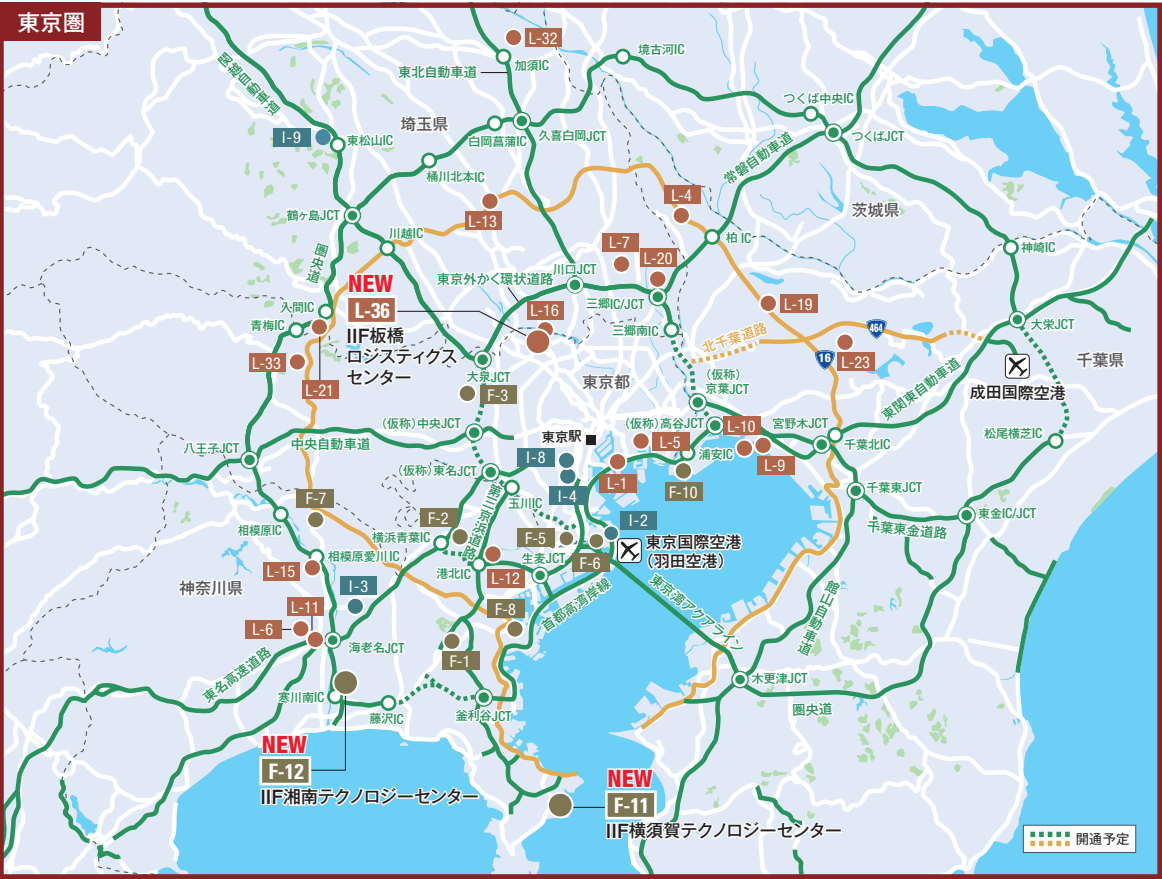 東京圏
L-32
加須IC
境古河IC
東北自動車道
関越自動車道
つくば中央IC
埼玉県
I-9
東松山IC
白岡菖蒲IC
久喜白岡JCT
つくばJCT
常磐自動車道
桶川北本IC
L-4
茨城県
L-13
鶴ヶ島JCT
川越IC
柏IC
L-7
L-20
神崎IC
圏央道
東京外かく環状道路
川口JCT
NEW
L-36
IIF板橋
ロジスティクス
センター
入間IC
青梅IC
L-16
三郷IC/JCT
三郷南IC
L-19
北千葉道路
464
16
大栄JCT
L-33
L-21
大泉JCT
L-23
千葉県
東京都
(仮称)
京葉JCT
東関東自動車道
成田国際空港
F-3
(仮称)中央JCT
東京駅
(仮称)高谷JCT
L-10
宮野木JCT
松尾横芝IC
八王子JCT
中央自動車道
L-5
千葉北IC
I-8
浦安IC
L-9
(仮称)東名JCT
L-1
F-10
I-4
千葉東JCT
F-7
第三京浜道路
玉川IC
東金IC/JCT
相模原IC
F-2
I-2
千葉東金道路
横浜青葉IC
F-5
東京国際空港
(羽田空港)
相模原愛川IC
生麦JCT
F-6
L-15
港北IC
L-12
神奈川県
I-3
首都高湾岸線
東京湾アクアライン
館山自動車道
L-11
F-8
L-6
海老名JCT
F-1
東名高速道路
木更津JCT
寒川南IC
藤沢IC
釜利谷JCT
圏央道
NEW
F-12
IIF湘南テクノロジーセンター
NEW
F-11
IIF横須賀テクノロジーセンター
開通予定